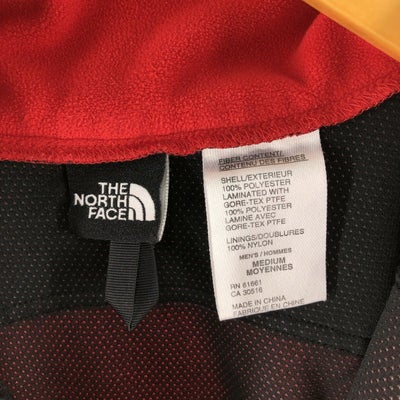 THE
NORTH
FACE
FIBER CONTENT/
CONTENU DES FIBRES
SHELL/EXTERIEUR
100% POLYESTER
LAMINATED WITH
GORE-TEX PTFE
100% POLYESTER
LAMINE AVEC
GORE-TEX PTFE
LININGS/DOUBLURES
100% NYLON
MEN'S / HOMMES
MEDIUM
MOYENNES
RN 61661
CA 30516
MADE IN CHINA
FABRIQUE EN CHINE